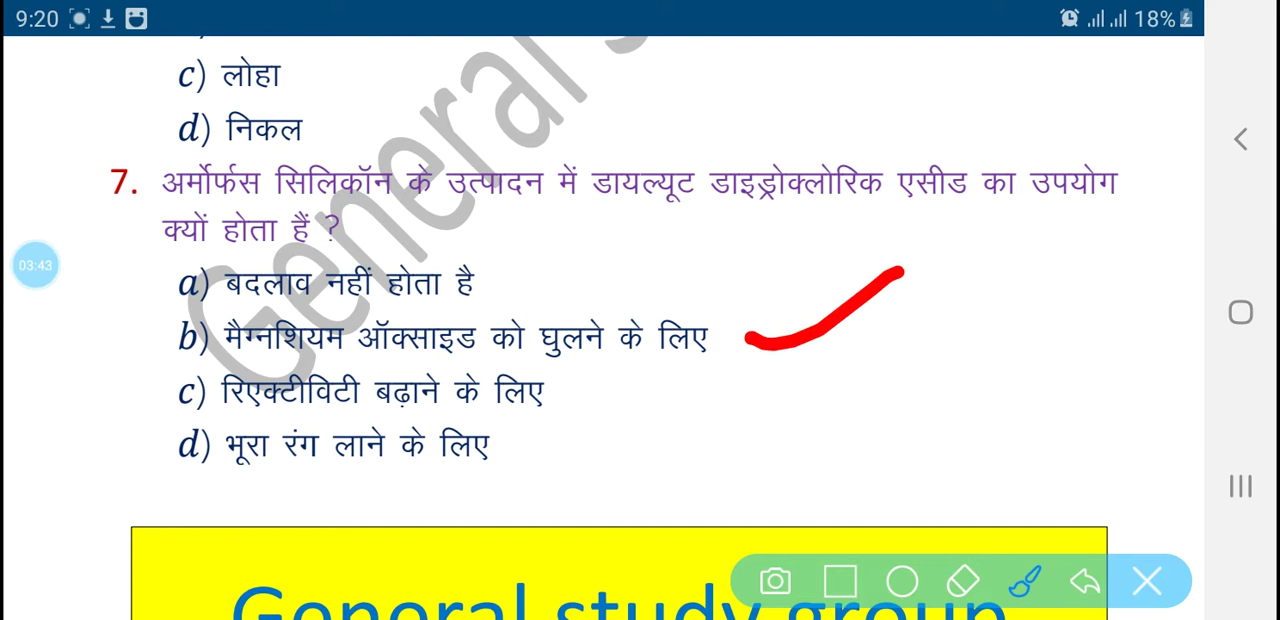 9:20 18%
c) लोहा
d) निकल
7. अर्मोर्फस सिलिकॉन के उत्पादन में डायल्यूट डाइड्रोक्लोरिक एसीड का उपयोग
क्यों होता हैं ?
03:43
a) बदलाव नहीं होता है
b) मैग्नशियम ऑक्साइड को घुलने के लिए
c) रिएक्टीविटी बढ़ाने के लिए
d) भूरा रंग लाने के लिए
General study group
General s